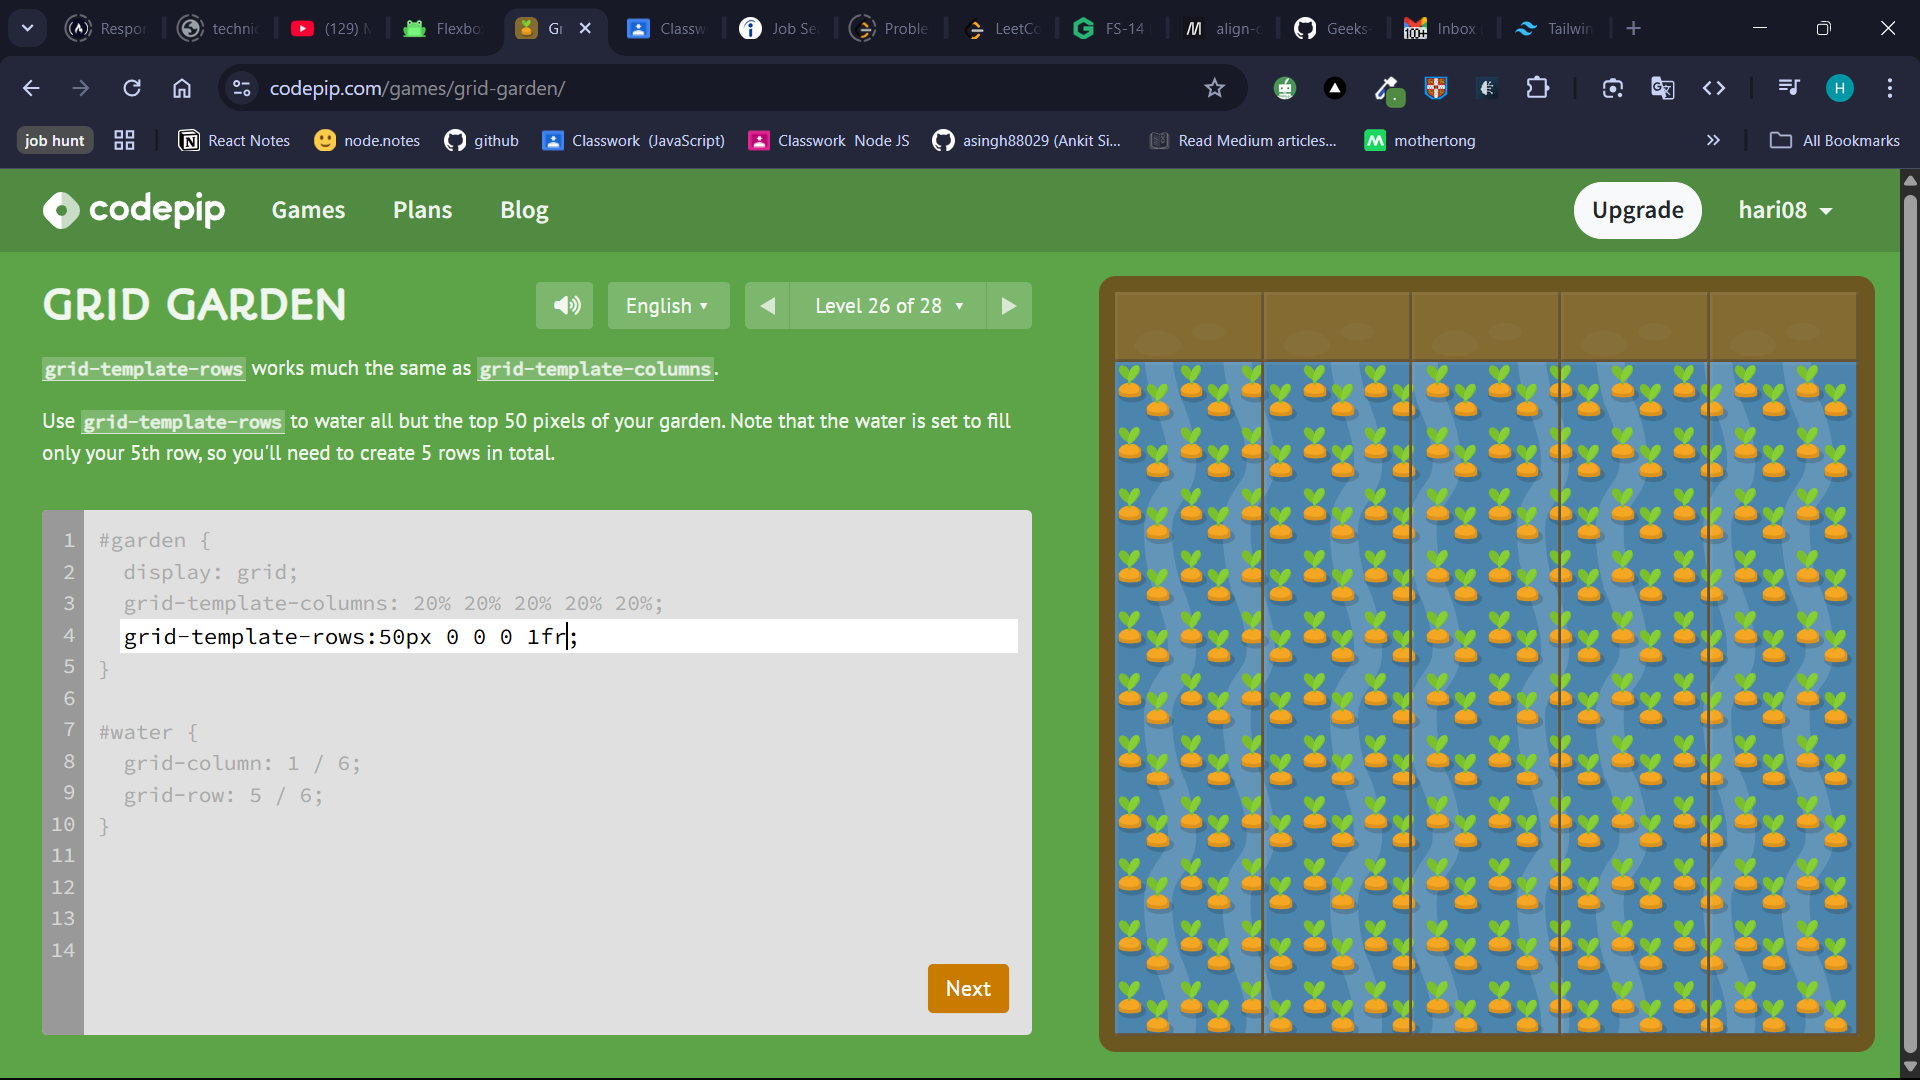 Respor
technic
(129) N
Flexbo
Gr
Classw
Job Se
Proble
LeetCo
FS-14
align-c
Geeks-
100+
Inbox
Tailwin
codepip.com/games/grid-garden/
H
job hunt
React Notes
node.notes
github
Classwork (JavaScript)
Classwork Node JS
asingh88029 (Ankit Si...
Read Medium articles...
mothertong
All Bookmarks
codepip
Games
Plans
Blog
Upgrade
hari08
GRID GARDEN
English
Level 26 of 28
grid-template-rows works much the same as grid-template-columns.
Use grid-template-rows to water all but the top 50 pixels of your garden. Note that the water is set to fill
only your 5th row, so you'll need to create 5 rows in total.
1 #garden {
2 display: grid;
3 grid-template-columns: 20% 20% 20% 20% 20%;
4 grid-template-rows:50px 0 0 0 1fr;
5 }
6
7 #water {
8 grid-column: 1 / 6;
9 grid-row: 5 / 6;
10 }
11
12
13
14
Next